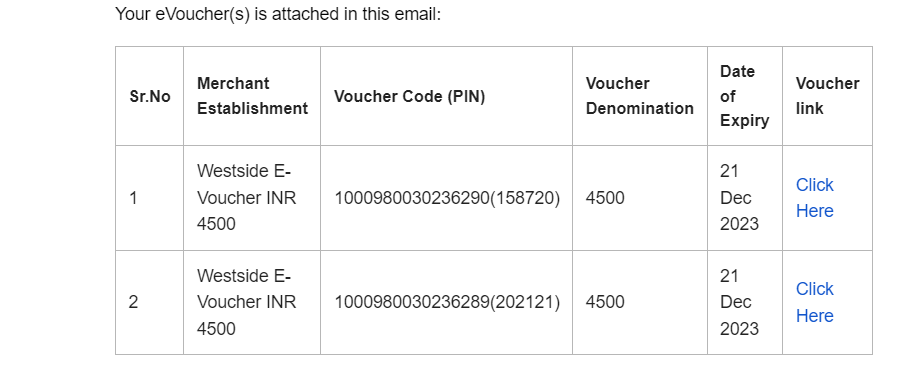 Your eVoucher(s) is attached in this email:
Sr.No
Merchant
Establishment
Voucher Code (PIN)
Voucher
Denomination
Date
of
Expiry
Voucher
link
1
Westside E-
Voucher INR
4500
1000980030236290(158720)
4500
21
Dec
2023
Click
Here
2
Westside E-
Voucher INR
4500
1000980030236289(202121)
4500
21
Dec
2023
Click
Here